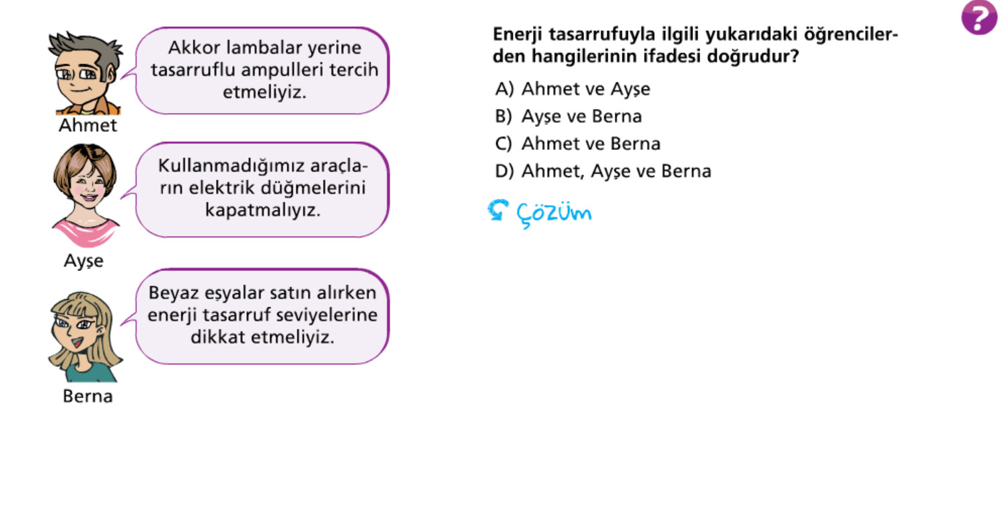 Akkor lambalar yerine
tasarruflu ampulleri tercih
etmeliyiz.
Ahmet
Kullanmadığımız araçla-
rın elektrik düğmelerini
kapatmalıyız.
Ayşe
Beyaz eşyalar satın alırken
enerji tasarruf seviyelerine
dikkat etmeliyiz.
Berna
?
Enerji tasarrufuyla ilgili yukarıdaki öğrenciler-
den hangilerinin ifadesi doğrudur?
A) Ahmet ve Ayşe
B) Ayşe ve Berna
C) Ahmet ve Berna
D) Ahmet, Ayşe ve Berna
Çözüm